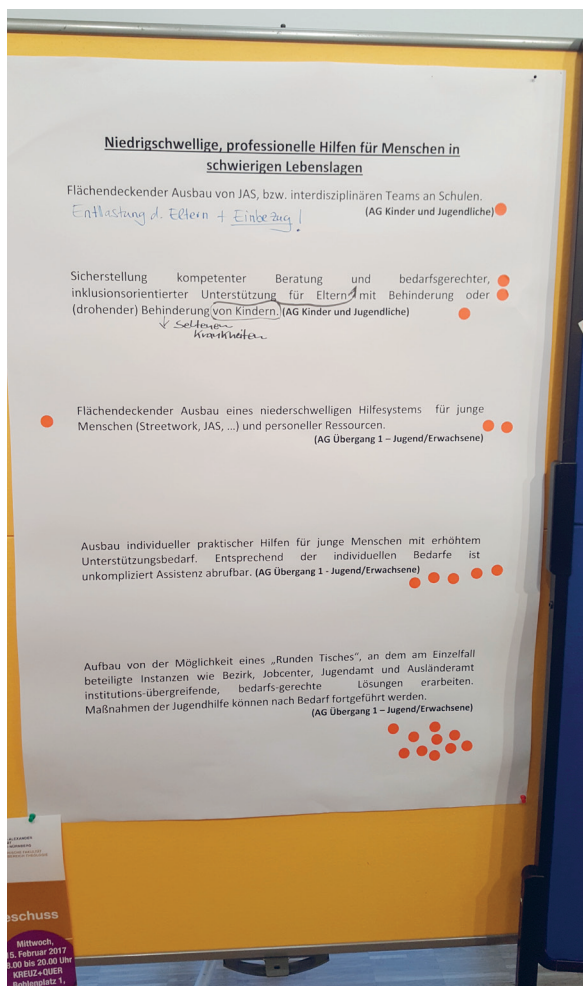 Niedrigschwellige, professionelle Hilfen für Menschen in
schwierigen Lebenslagen
Flächendeckender Ausbau von JAS, bzw. interdisziplinären Teams an Schulen.
(AG Kinder und Jugendliche)
Entlastung d. Eltern + Einbezug!
Sicherstellung kompetenter Beratung und bedarfsgerechter,
inklusionsorientierter Unterstützung für Eltern mit Behinderung oder
(drohender) Behinderung von Kindern. (AG Kinder und Jugendliche)
seltenen
Krankheiten
Flächendeckender Ausbau eines niederschwelligen Hilfesystems für junge
Menschen (Streetwork, JAS, ...) und personeller Ressourcen.
(AG Übergang 1 – Jugend/Erwachsene)
Ausbau individueller praktischer Hilfen für junge Menschen mit erhöhtem
Unterstützungsbedarf. Entsprechend der individuellen Bedarfe ist
unkompliziert Assistenz abrufbar. (AG Übergang 1 - Jugend/Erwachsene)
Aufbau von der Möglichkeit eines „Runden Tisches“, an dem am Einzelfall
beteiligte Instanzen wie Bezirk, Jobcenter, Jugendamt und Ausländeramt
institutions-übergreifende, bedarfs-gerechte Lösungen erarbeiten.
Maßnahmen der Jugendhilfe können nach Bedarf fortgeführt werden.
(AG Übergang 1 – Jugend/Erwachsene)
eschuss
Mittwoch,
15. Februar 2017
.00 bis 20.00 Uhr
KREUZ+QUER
Bohlenplatz 1,